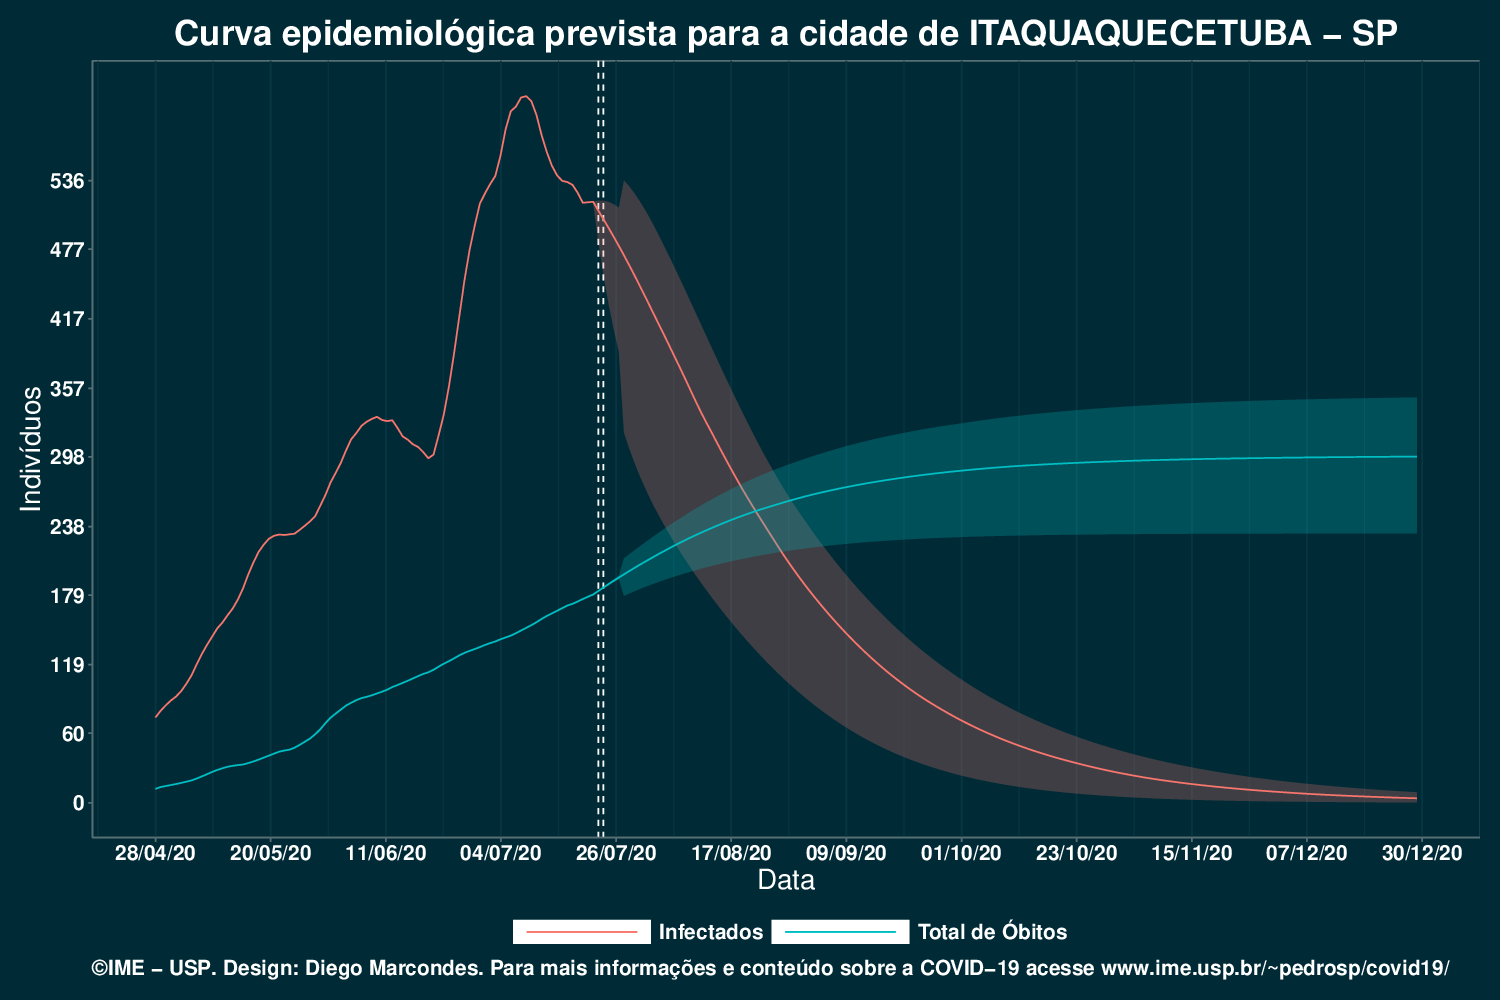 Curva epidemiológica prevista para a cidade de ITAQUAQUECETUBA – SP
Indivíduos
536
477
417
357
298
238
179
119
60
0
28/04/20 20/05/20 11/06/20 04/07/20 26/07/20 17/08/20 09/09/20 01/10/20 23/10/20 15/11/20 07/12/20 30/12/20
Data
Infectados Total de Óbitos
©IME – USP. Design: Diego Marcondes. Para mais informações e conteúdo sobre a COVID–19 acesse www.ime.usp.br/~pedrosp/covid19/